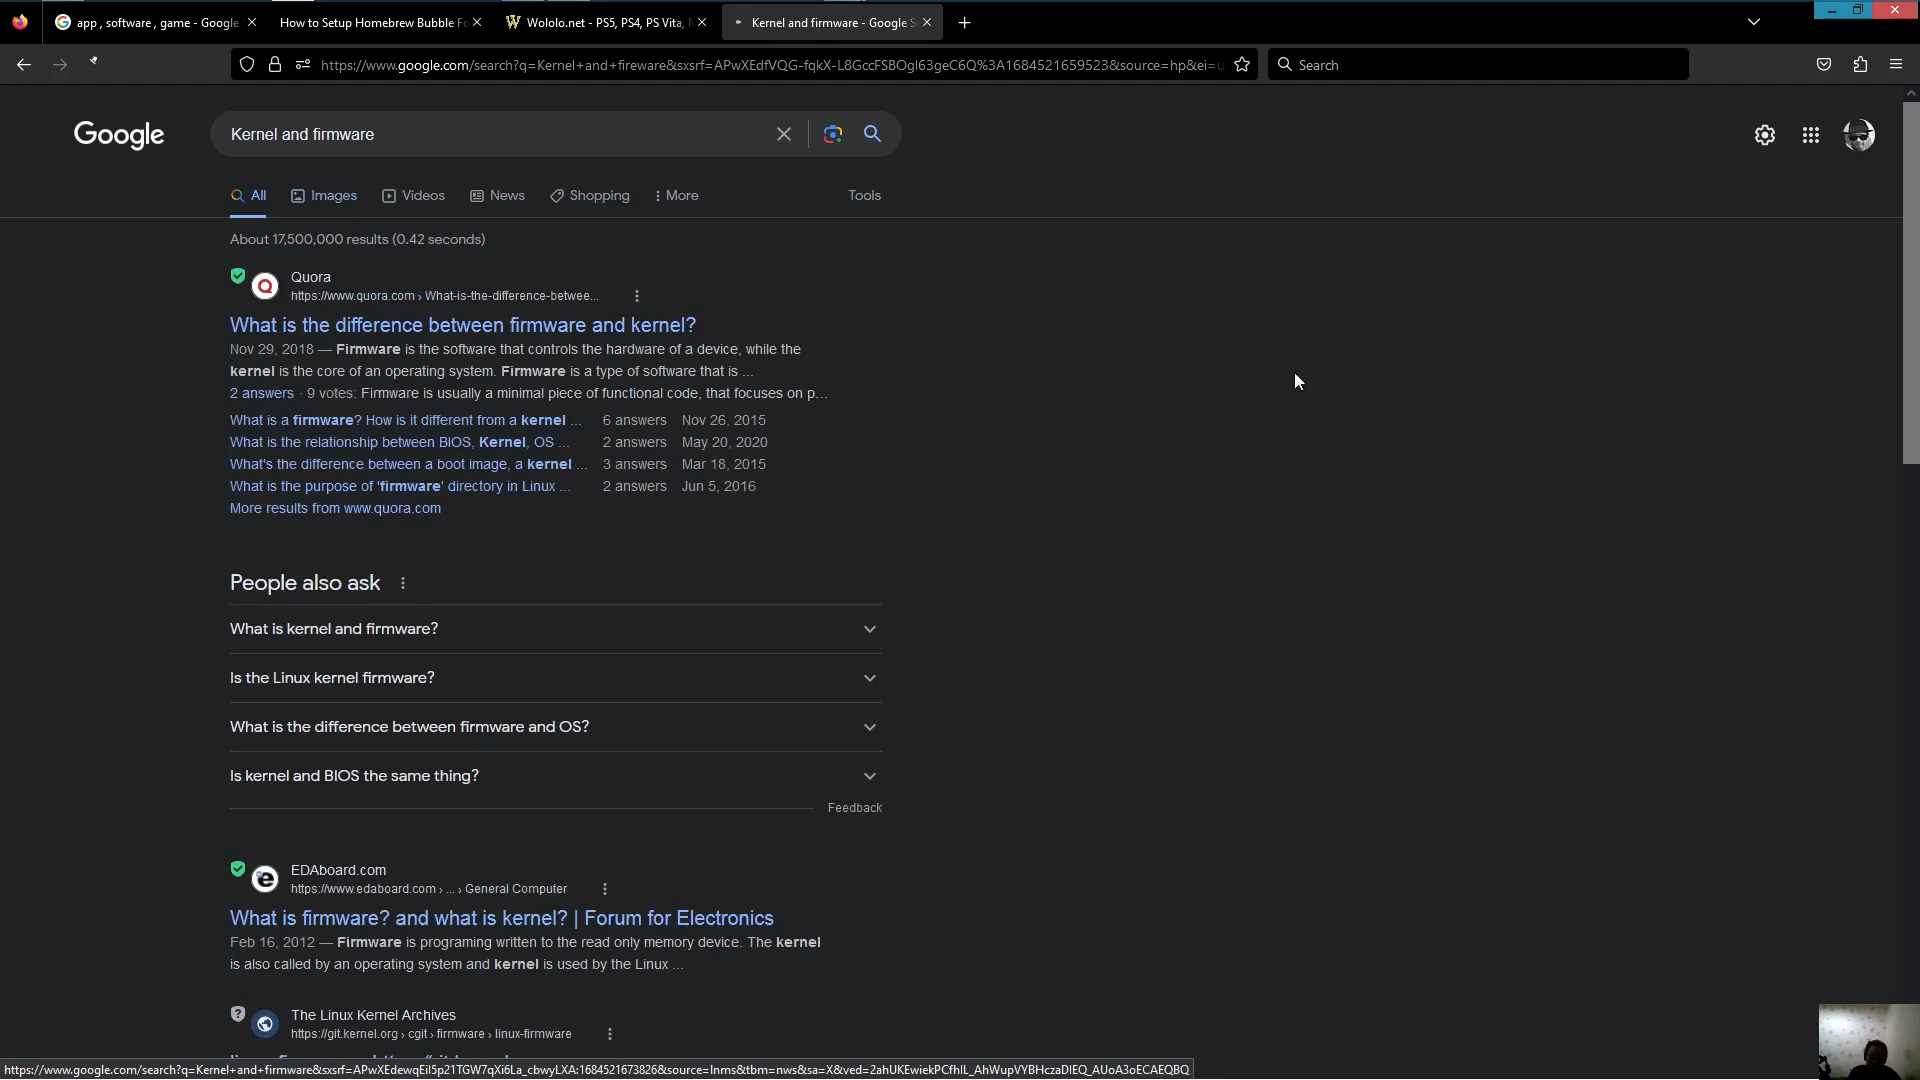 app , software , game - Google
How to Setup Homebrew Bubble Fo
Wololo.net - PS5, PS4, PS Vita,
Kernel and firmware - Google S
https://www.google.com/search?q=Kernel+and+fireware&sxsrf=APwXEdfVQG-fqkX-L8GccFSBOgl63geC6Q%3A1684521659523&source=hp&ei=u
Search
Google
Kernel and firmware
All
Images
Videos
News
Shopping
More
Tools
About 17,500,000 results (0.42 seconds)
Quora
https://www.quora.com › What-is-the-difference-betwee...
What is the difference between firmware and kernel?
Nov 29, 2018 — Firmware is the software that controls the hardware of a device, while the
kernel is the core of an operating system. Firmware is a type of software that is ...
2 answers · 9 votes: Firmware is usually a minimal piece of functional code, that focuses on p...
What is a firmware? How is it different from a kernel ... 6 answers Nov 26, 2015
What is the relationship between BIOS, Kernel, OS ... 2 answers May 20, 2020
What's the difference between a boot image, a kernel ... 3 answers Mar 18, 2015
What is the purpose of 'firmware' directory in Linux ... 2 answers Jun 5, 2016
More results from www.quora.com
People also ask
What is kernel and firmware?
Is the Linux kernel firmware?
What is the difference between firmware and OS?
Is kernel and BIOS the same thing?
Feedback
EDAboard.com
https://www.edaboard.com › ... › General Computer
What is firmware? and what is kernel? | Forum for Electronics
Feb 16, 2012 — Firmware is programing written to the read only memory device. The kernel
is also called by an operating system and kernel is used by the Linux ...
The Linux Kernel Archives
https://git.kernel.org › cgit › firmware › linux-firmware
https://www.google.com/search?q=Kernel+and+firmware&sxsrf=APwXEdewqEil5p21TGW7qXi6La_cbwyLXA:1684521673826&source=lnms&tbm=nws&sa=X&ved=2ahUKEwiekPCfhIL_AhWupVYBHczaDIEQ_AUoA3oECAEQBQ